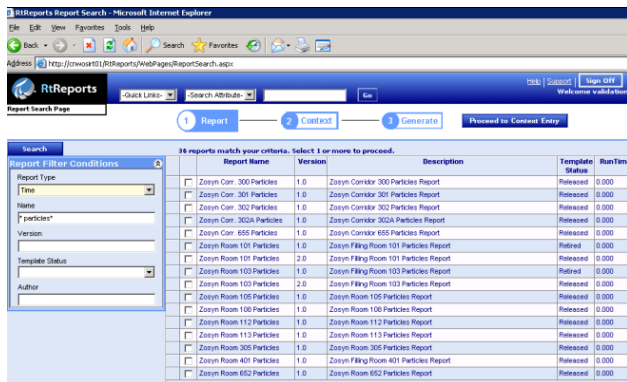 RtReports Report Search - Microsoft Internet Explorer
File Edit View Favorites Tools Help
Back Search Favorites
Address http://crwosirt01/RtReports/WebPages/ReportSearch.aspx
Help | Support | Sign Off
RtReports -Quick Links- -Search Attribute- Go Welcome validation
Report Search Page
1 Report 2 Context 3 Generate Proceed to Context Entry
Search 36 reports match your criteria. Select 1 or more to proceed.
Report Filter Conditions
Report Type
Time
Name
* particles*
Version
Template Status
Author
Report Name Version Description Template Status RunTim
Zosyn Corr. 300 Particles 1.0 Zosyn Corridor 300 Particles Report Released 0.000
Zosyn Corr. 301 Particles 1.0 Zosyn Corridor 301 Particles Report Released 0.000
Zosyn Corr. 302 Particles 1.0 Zosyn Corridor 302 Particles Report Released 0.000
Zosyn Corr. 302A Particles 1.0 Zosyn Corridor 302A Particles Report Released 0.000
Zosyn Corr. 655 Particles 1.0 Zosyn Corridor 655 Particles Report Released 0.000
Zosyn Room 101 Particles 1.0 Zosyn Filling Room 101 Particles Report Retired 0.000
Zosyn Room 101 Particles 2.0 Zosyn Filling Room 101 Particles Report Released 0.000
Zosyn Room 103 Particles 1.0 Zosyn Filling Room 103 Particles Report Retired 0.000
Zosyn Room 103 Particles 2.0 Zosyn Filling Room 103 Particles Report Released 0.000
Zosyn Room 105 Particles 1.0 Zosyn Room 105 Particles Report Released 0.000
Zosyn Room 108 Particles 1.0 Zosyn Room 108 Particles Report Released 0.000
Zosyn Room 112 Particles 1.0 Zosyn Room 112 Particles Report Released 0.000
Zosyn Room 113 Particles 1.0 Zosyn Room 113 Particles Report Released 0.000
Zosyn Room 305 Particles 1.0 Zosyn Room 305 Particles Report Released 0.000
Zosyn Room 401 Particles 1.0 Zosyn Filling Room 401 Particles Report Released 0.000
Zosyn Room 652 Particles 1.0 Zosyn Room 652 Particles Report Released 0.000